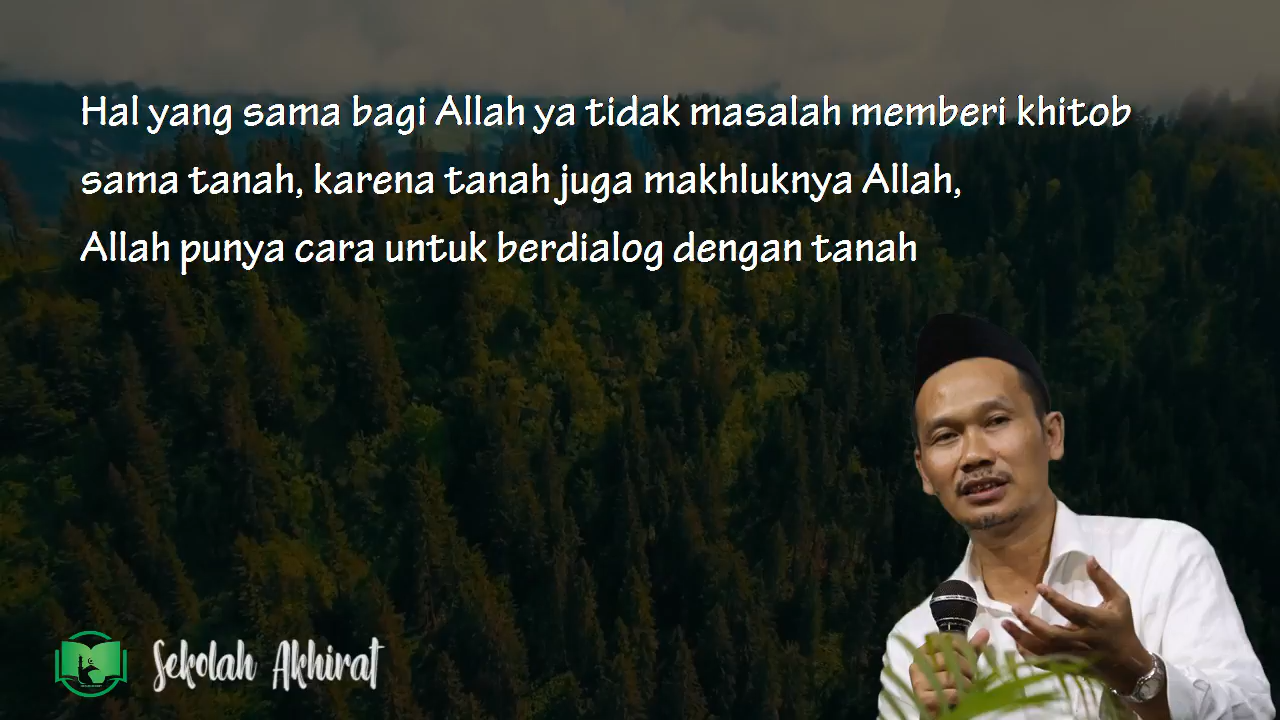 Hal yang sama bagi Allah ya tidak masalah memberi khitob
sama tanah, karena tanah juga makhluknya Allah,
Allah punya cara untuk berdialog dengan tanah
Sekolah Akhirat